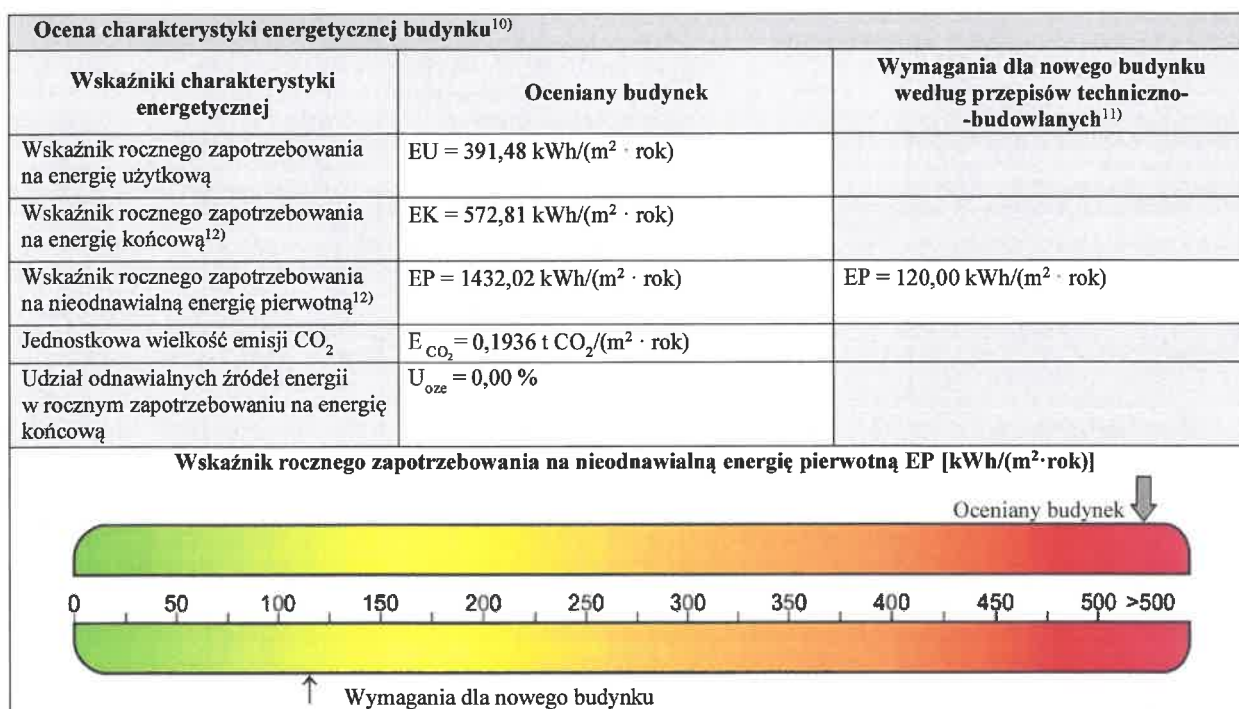 Ocena charakterystyki energetycznej budynku¹⁰⁾
Wskaźniki charakterystyki
energetycznej
Oceniany budynek
Wymagania dla nowego budynku
według przepisów techniczno-
-budowlanych¹¹⁾
Wskaźnik rocznego zapotrzebowania
na energię użytkową
EU = 391,48 kWh/(m² · rok)
Wskaźnik rocznego zapotrzebowania
na energię końcową¹²⁾
EK = 572,81 kWh/(m² · rok)
Wskaźnik rocznego zapotrzebowania
na nieodnawialną energię pierwotną¹²⁾
EP = 1432,02 kWh/(m² · rok)
EP = 120,00 kWh/(m² · rok)
Jednostkowa wielkość emisji CO₂
E CO₂ = 0,1936 t CO₂/(m² · rok)
Udział odnawialnych źródeł energii
w rocznym zapotrzebowaniu na energię
końcową
Uoze = 0,00 %
Wskaźnik rocznego zapotrzebowania na nieodnawialną energię pierwotną EP [kWh/(m²·rok)]
Oceniany budynek
0 50 100 150 200 250 300 350 400 450 500 >500
Wymagania dla nowego budynku